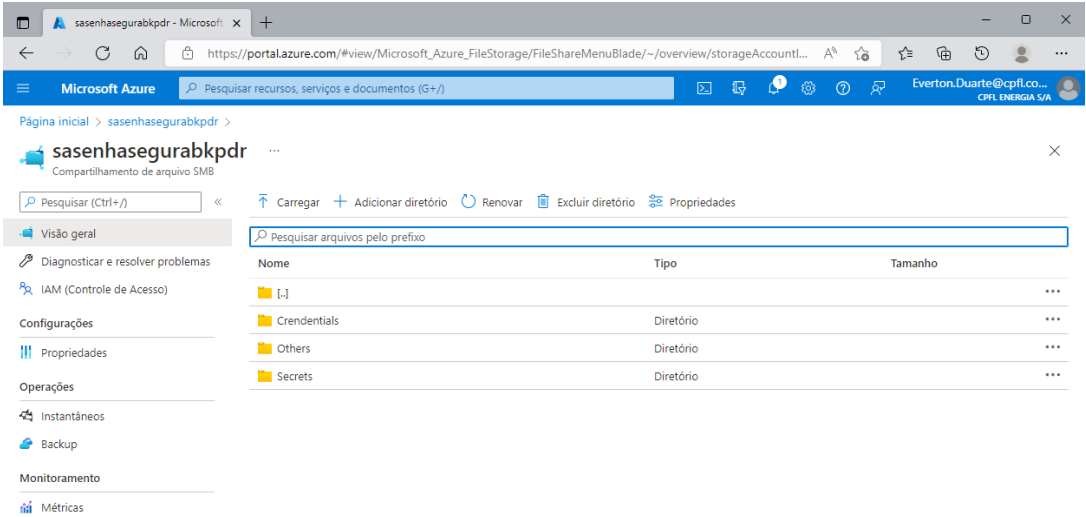 sasenhasegurabkpdr - Microsoft
https://portal.azure.com/#view/Microsoft_Azure_FileStorage/FileShareMenuBlade/~/overview/storageAccountI...
Microsoft Azure
Pesquisar recursos, serviços e documentos (G+/)
1
Everton.Duarte@cpfl.co...
CPFL ENERGIA S/A
Página inicial > sasenhasegurabkpdr >
sasenhasegurabkpdr ...
Compartilhamento de arquivo SMB
Pesquisar (Ctrl+/) «
Carregar Adicionar diretório Renovar Excluir diretório Propriedades
Visão geral
Pesquisar arquivos pelo prefixo
Diagnosticar e resolver problemas
Nome Tipo Tamanho
IAM (Controle de Acesso)
[..]
Configurações
Crendentials Diretório
Propriedades
Others Diretório
Operações
Secrets Diretório
Instantâneos
Backup
Monitoramento
Métricas